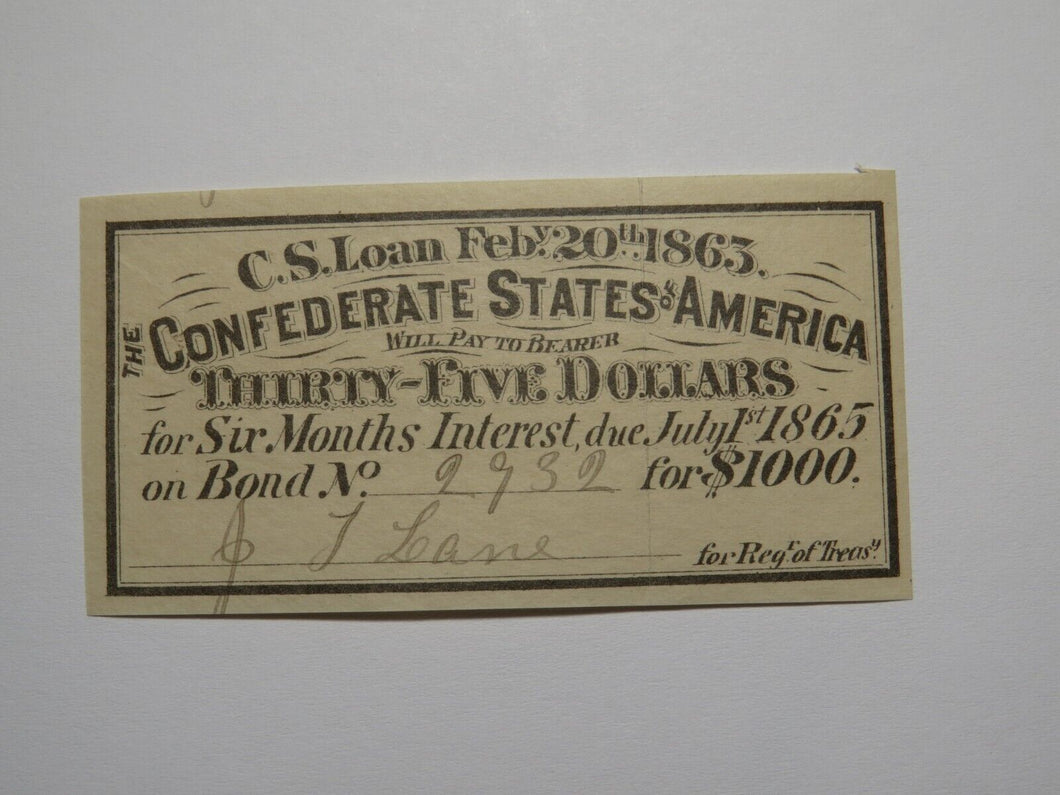 C.S. Loan Feby. 20th 1863.
THE CONFEDERATE STATES OF AMERICA
WILL PAY TO BEARER
THIRTY-FIVE DOLLARS
for Six Months Interest, due July 1st 1865
on Bond No. 2932 for $1000.
J Lane for Regr. of Treasy.